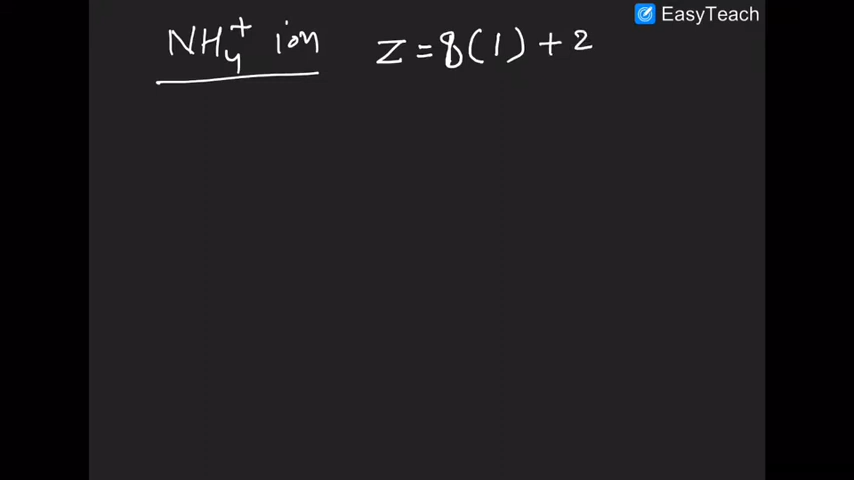 EasyTeach
NH₄⁺ ion z = 8(1) + 2